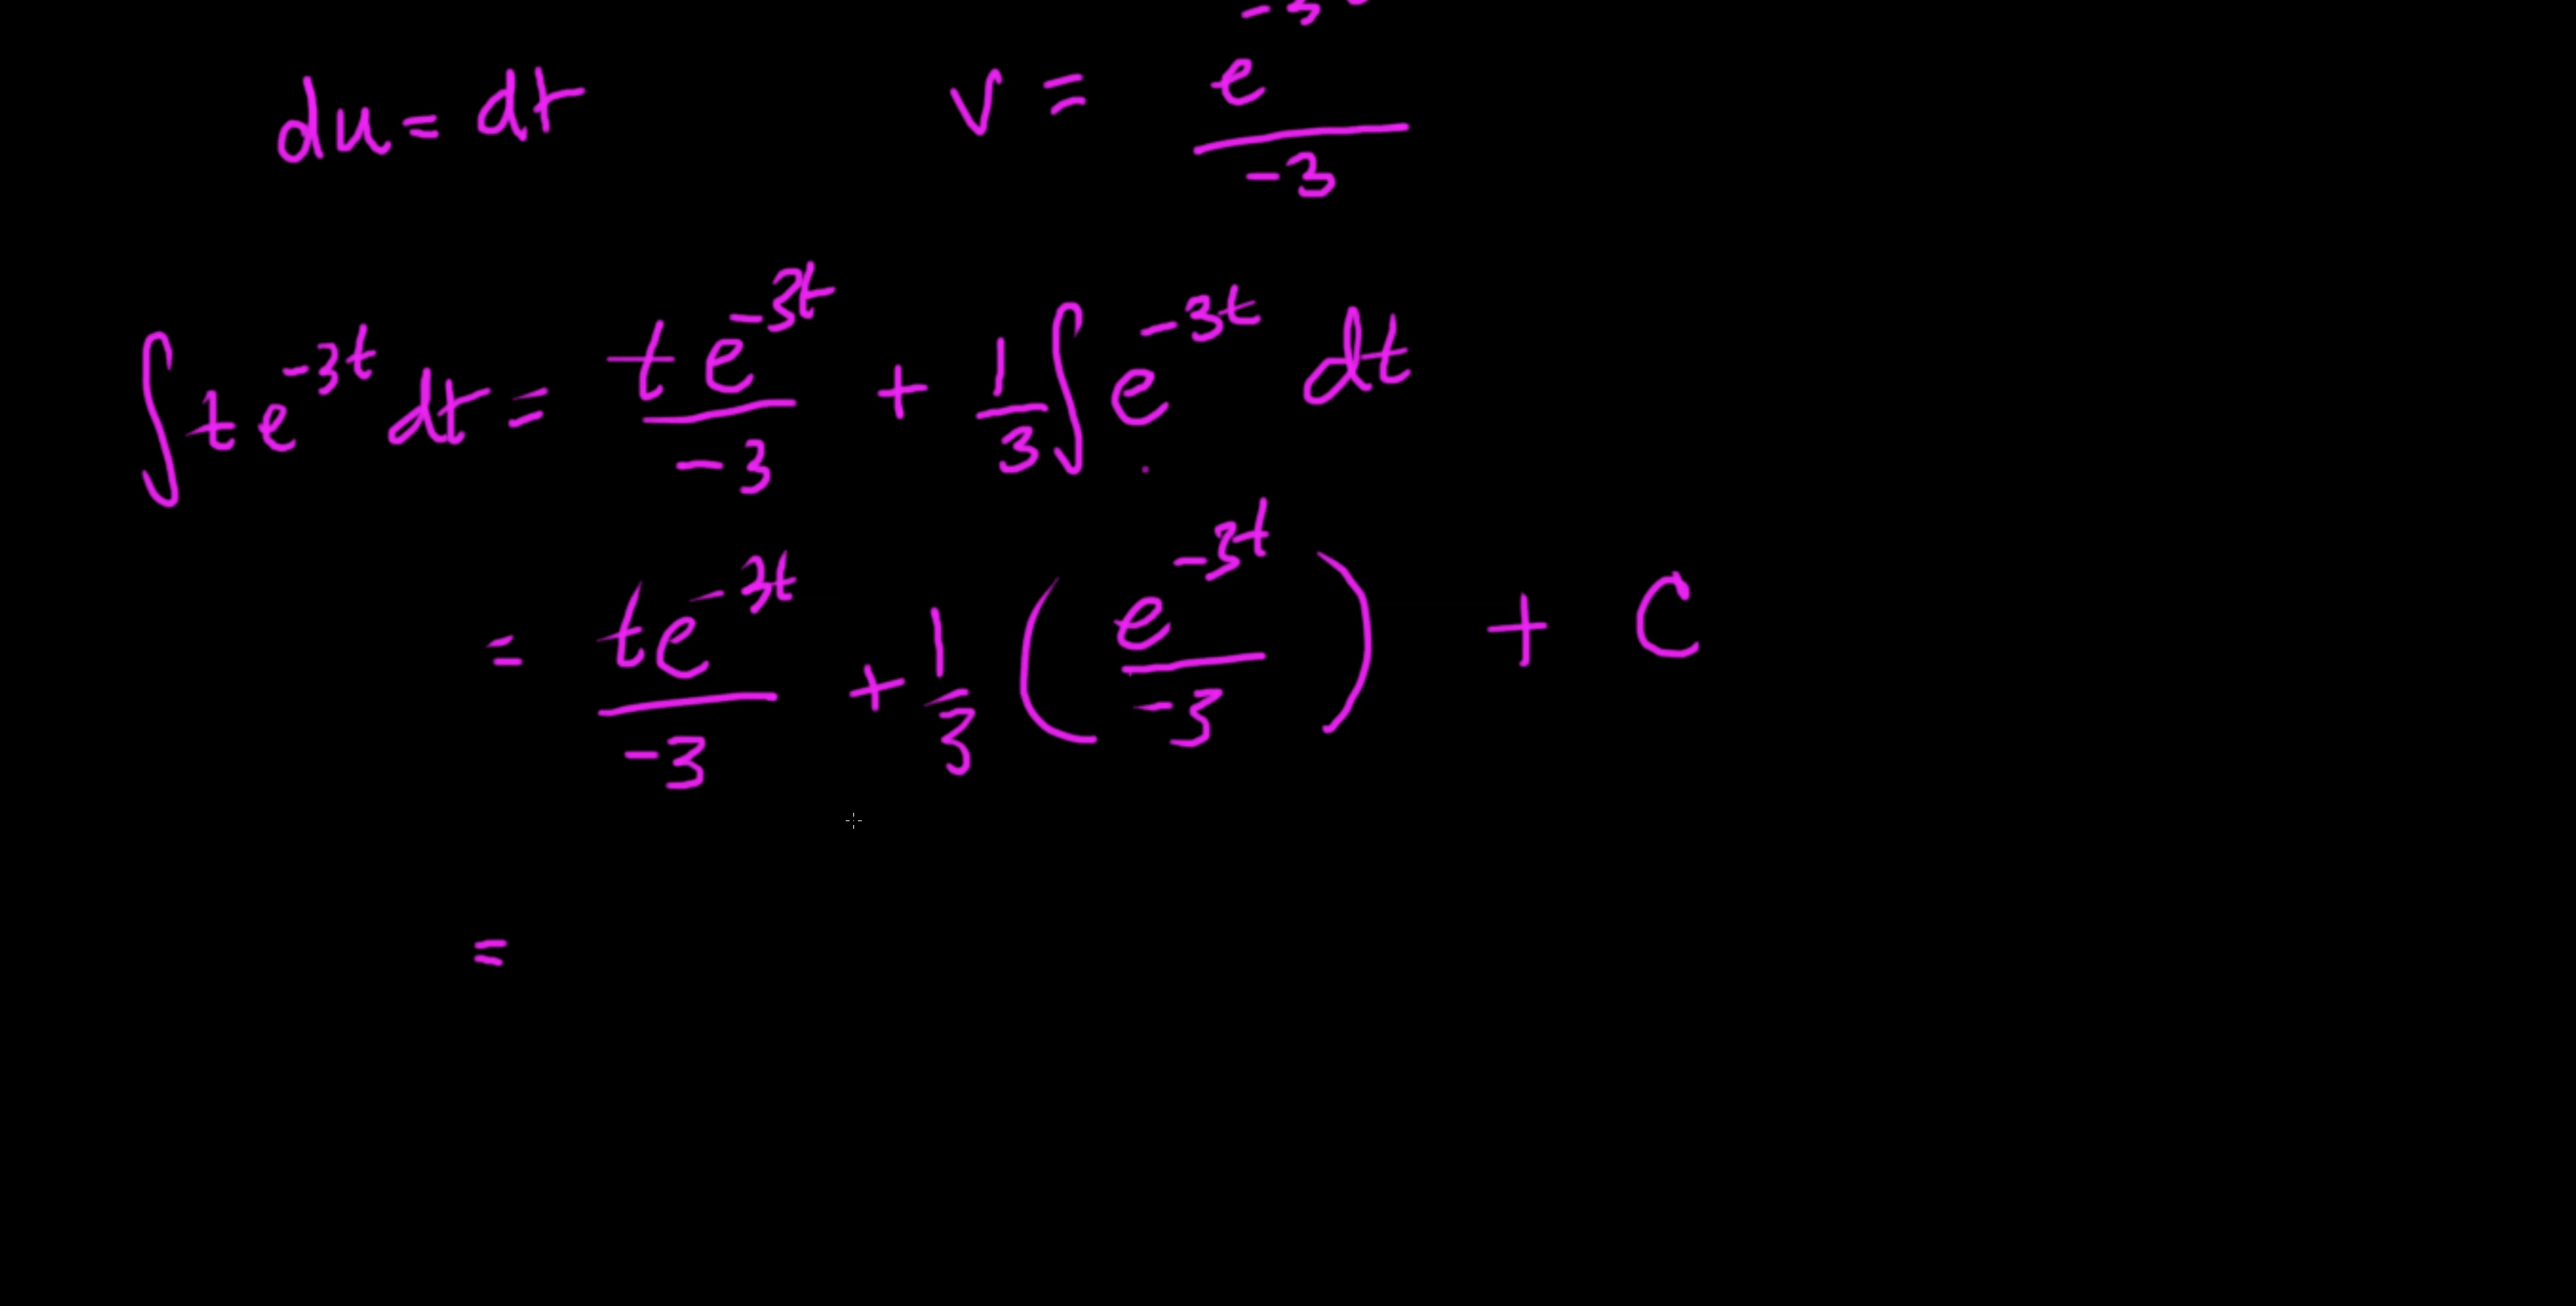 du = dt v = e^{-3t}/-3
∫ t e^{-3t} dt = t e^{-3t}/-3 + 1/3 ∫ e^{-3t} dt
= t e^{-3t}/-3 + 1/3 ( e^{-3t}/-3 ) + C
=